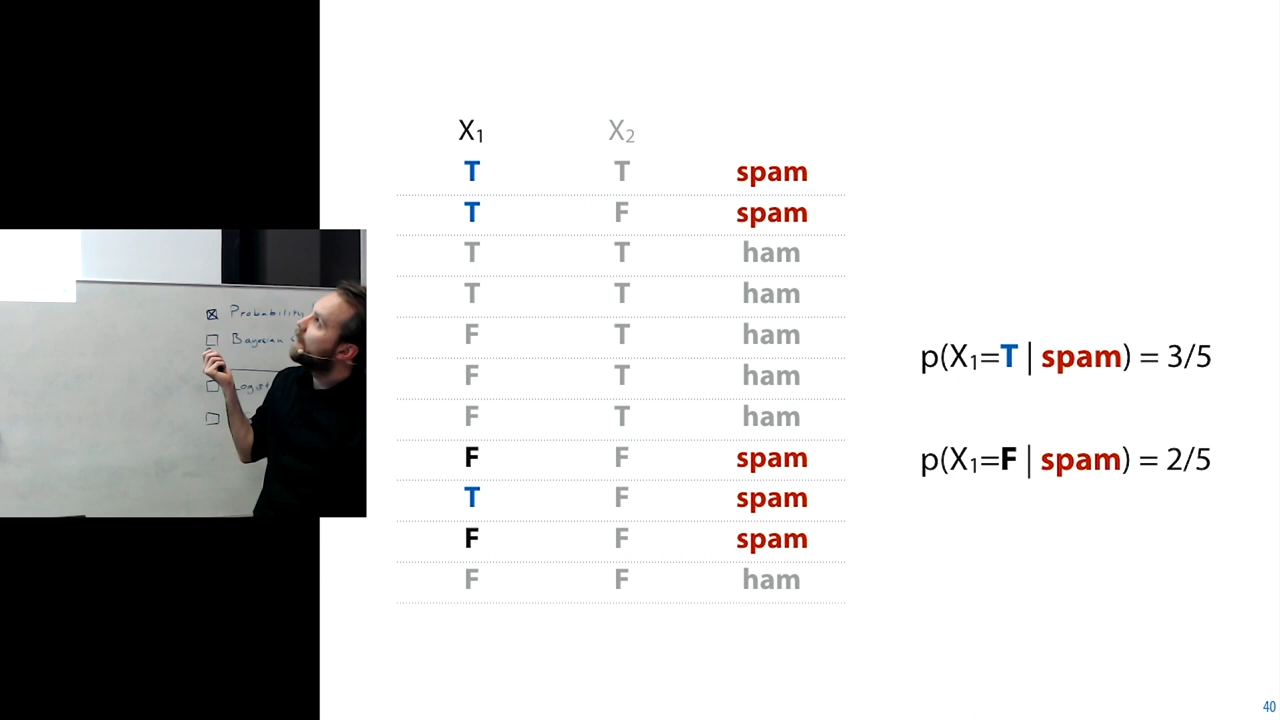 X₁ X₂
T T spam
T F spam
T T ham
T T ham
F T ham
F T ham
F T ham
F F spam
T F spam
F F spam
F F ham
p(X₁=T | spam) = 3/5
p(X₁=F | spam) = 2/5
Probability
40